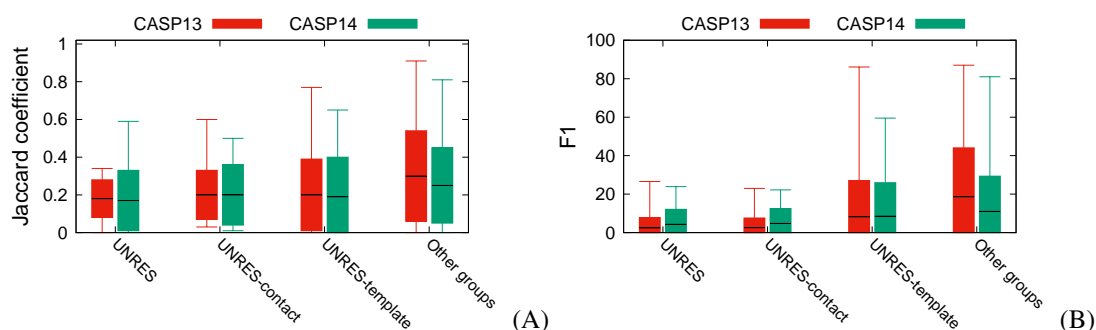 CASP13 CASP14
Jaccard coefficient
1
0.8
0.6
0.4
0.2
0
UNRES
UNRES-contact
UNRES-template
Other groups
(A)
CASP13 CASP14
F1
100
80
60
40
20
0
UNRES
UNRES-contact
UNRES-template
Other groups
(B)